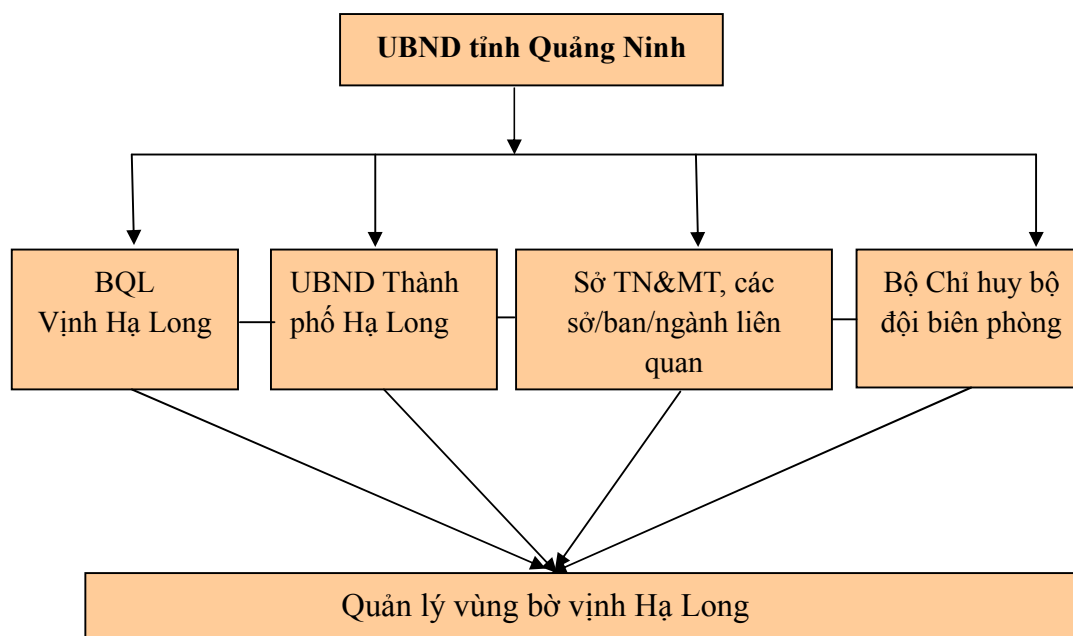 UBND tỉnh Quảng Ninh
BQL
Vịnh Hạ Long
UBND Thành
phố Hạ Long
Sở TN&MT, các
sở/ban/ngành liên
quan
Bộ Chỉ huy bộ
đội biên phòng
Quản lý vùng bờ vịnh Hạ Long